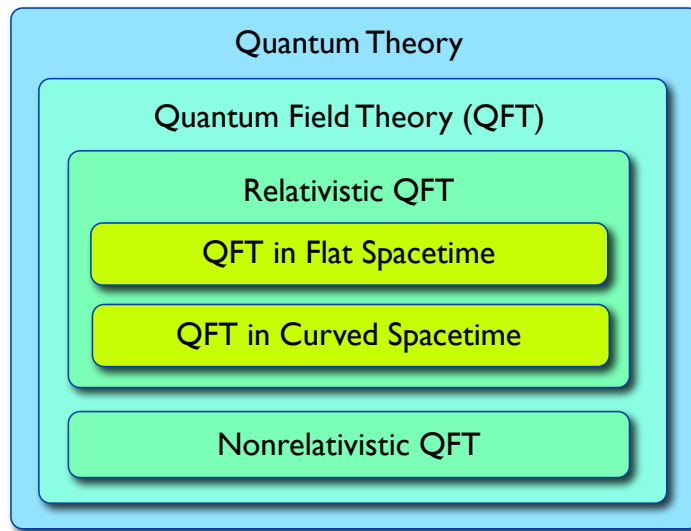 Quantum Theory
Quantum Field Theory (QFT)
Relativistic QFT
QFT in Flat Spacetime
QFT in Curved Spacetime
Nonrelativistic QFT